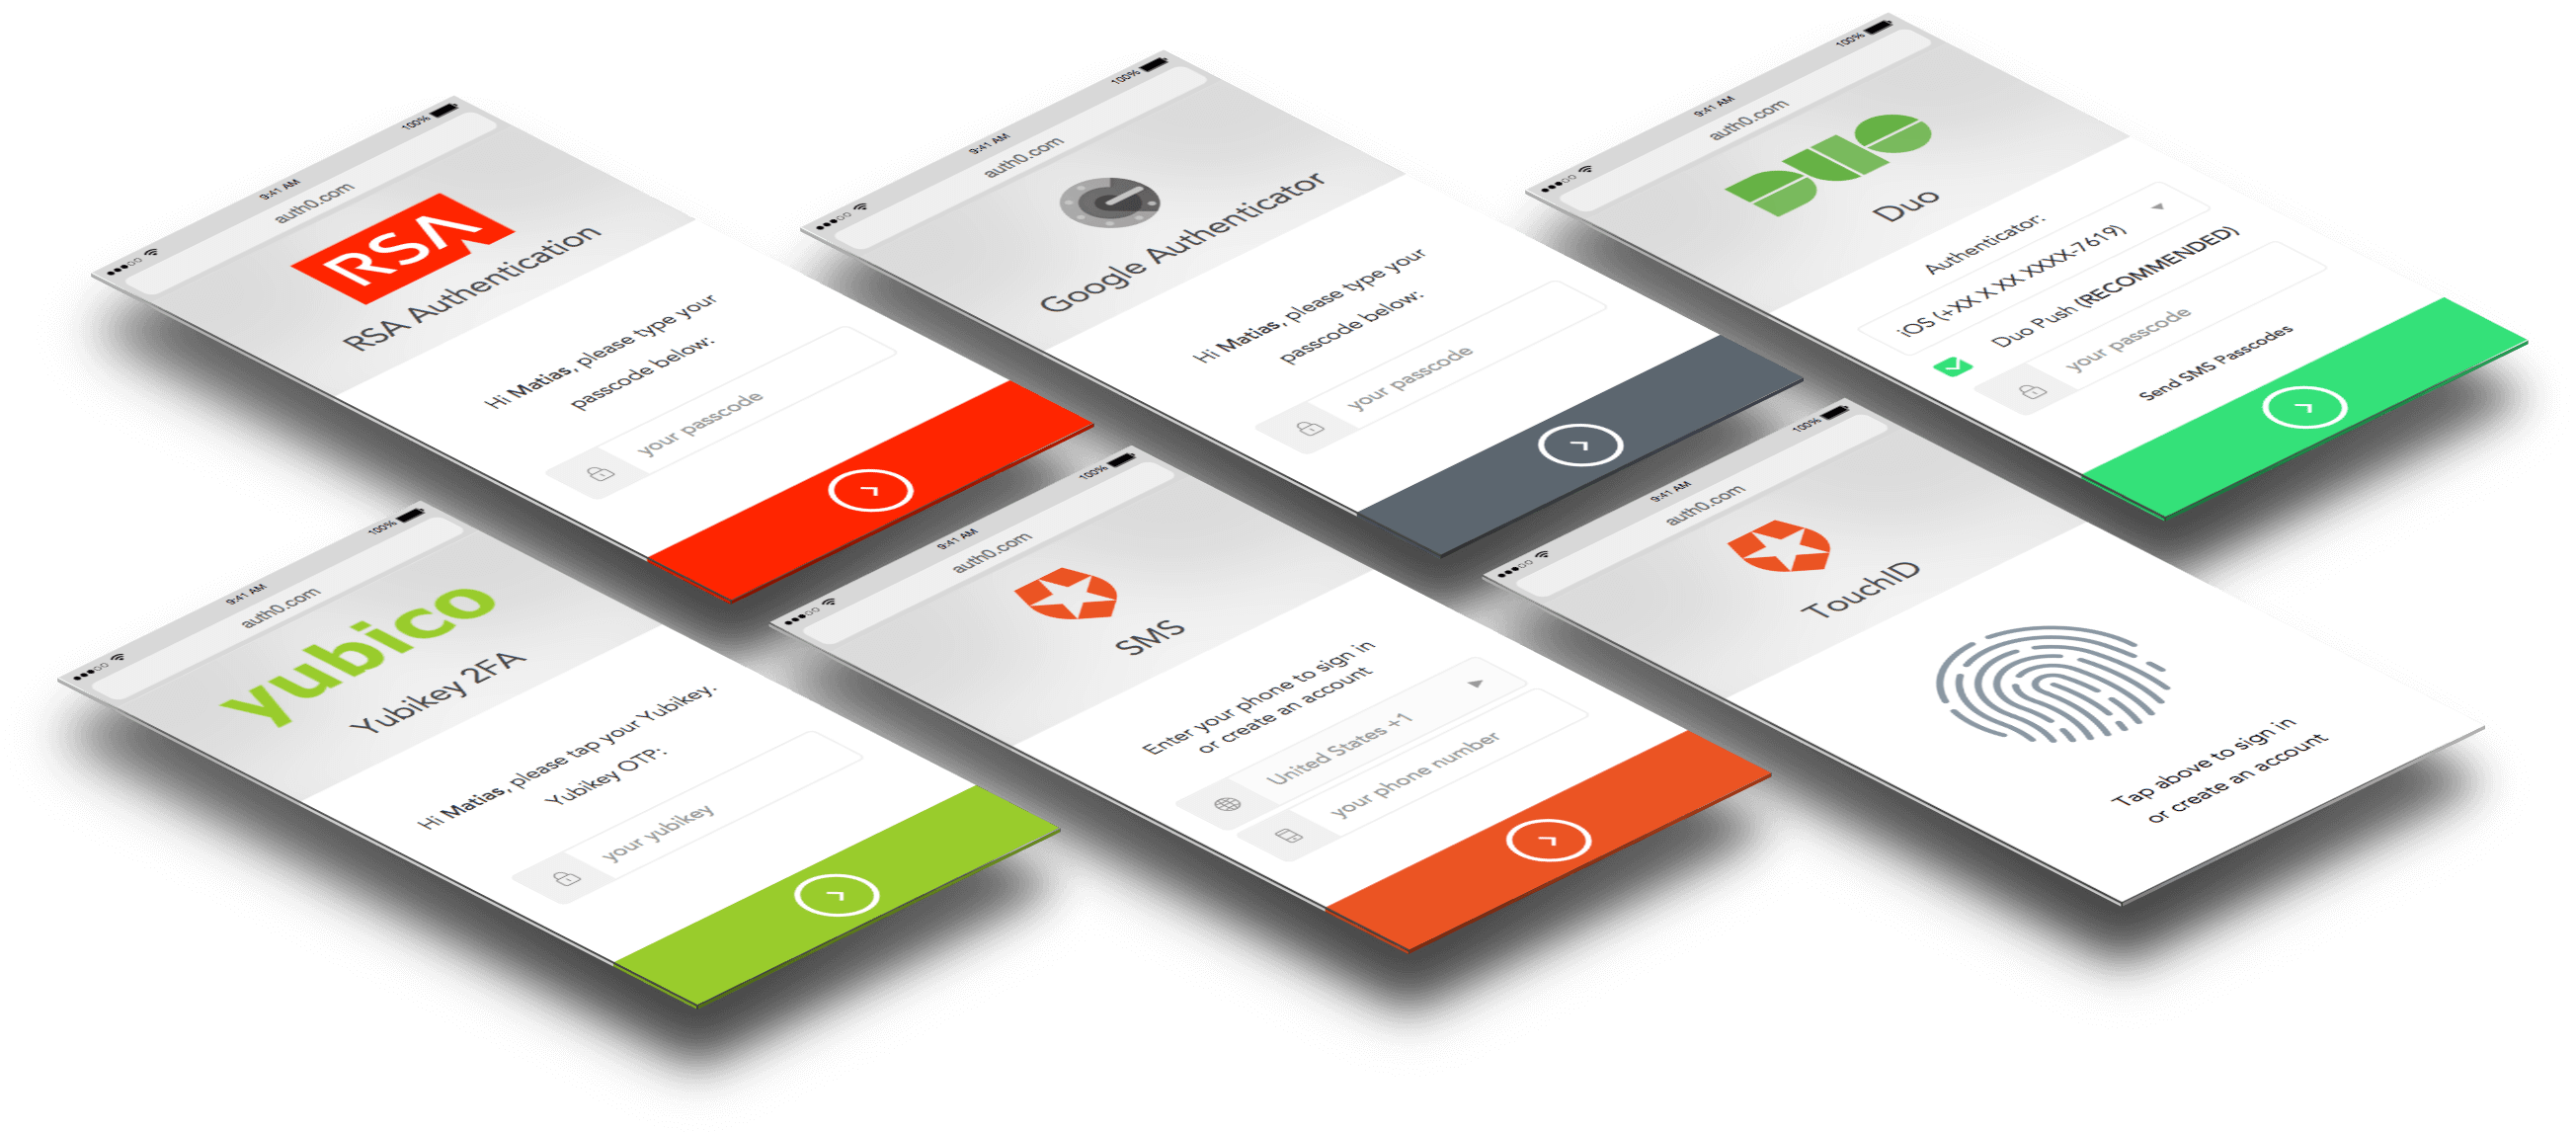 9:41 AM
100%
auth0.com
RSA
RSA Authentication
Hi Matias, please type your
passcode below:
your passcode
9:41 AM
100%
auth0.com
Google Authenticator
Hi Matias, please type your
passcode below:
your passcode
9:41 AM
100%
auth0.com
DUO
Duo
Authenticator:
iOS (+XX X XX XXXX-7619)
Duo Push (RECOMMENDED)
your passcode
Send SMS Passcodes
9:41 AM
100%
auth0.com
yubico
Yubikey 2FA
Hi Matias, please tap your Yubikey.
Yubikey OTP:
your yubikey
9:41 AM
100%
auth0.com
SMS
Enter your phone to sign in
or create an account
United States +1
your phone number
9:41 AM
100%
auth0.com
TouchID
Tap above to sign in
or create an account